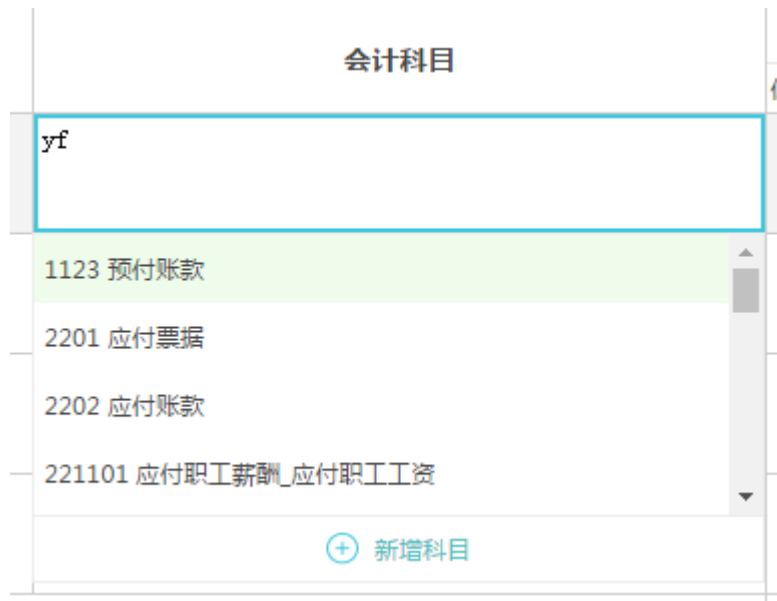 会计科目
yf
1123 预付账款
2201 应付票据
2202 应付账款
221101 应付职工薪酬_应付职工工资
新增科目